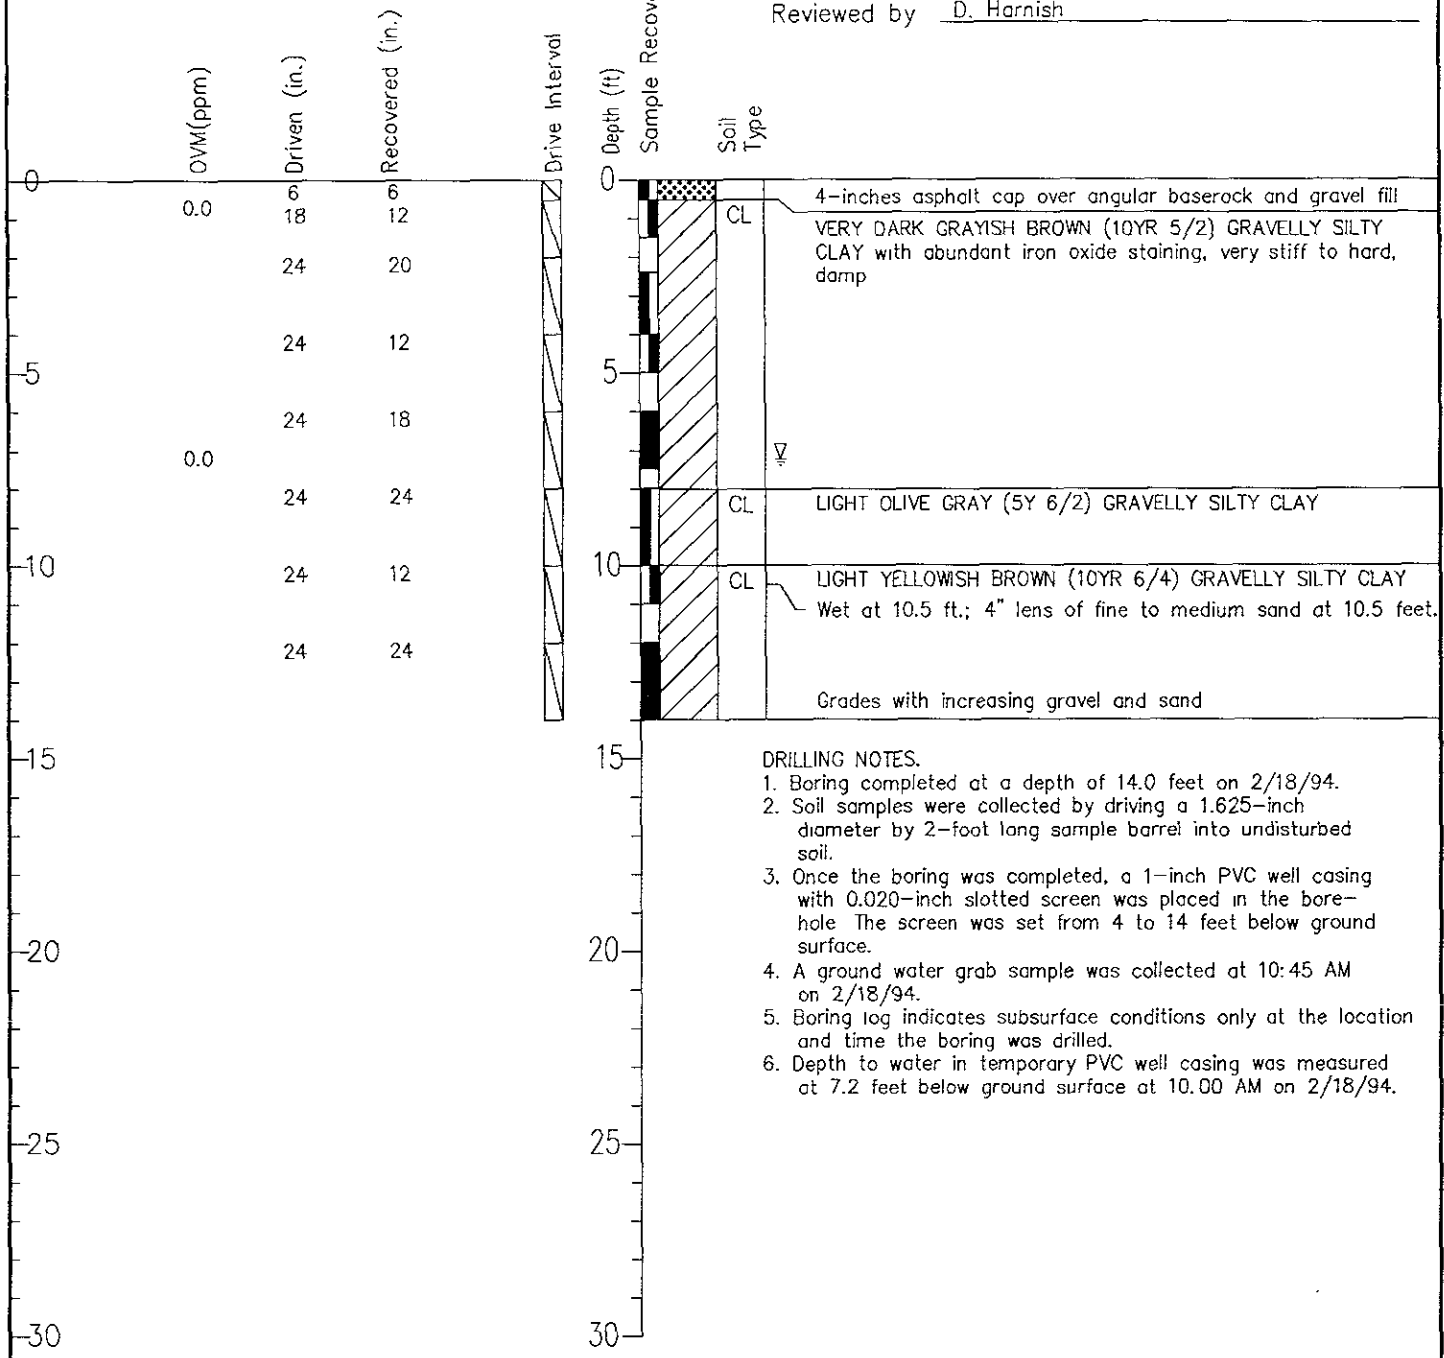 Reviewed by D. Harnish
OVM(ppm)
Driven (in.)
Recovered (in.)
Drive Interval
Depth (ft)
Sample
Soil
Type
0 6 6 0 4-inches asphalt cap over angular baserock and gravel fill
0.0 18 12 CL VERY DARK GRAYISH BROWN (10YR 5/2) GRAVELLY SILTY
CLAY with abundant iron oxide staining, very stiff to hard,
24 20 damp
24 12
5 5
24 18
0.0
24 24 CL LIGHT OLIVE GRAY (5Y 6/2) GRAVELLY SILTY CLAY
10 24 12 10 CL LIGHT YELLOWISH BROWN (10YR 6/4) GRAVELLY SILTY CLAY
Wet at 10.5 ft.; 4" lens of fine to medium sand at 10.5 feet.
24 24
Grades with increasing gravel and sand
15 15 DRILLING NOTES.
1. Boring completed at a depth of 14.0 feet on 2/18/94.
2. Soil samples were collected by driving a 1.625-inch
diameter by 2-foot long sample barrel into undisturbed
soil.
3. Once the boring was completed, a 1-inch PVC well casing
with 0.020-inch slotted screen was placed in the bore-
hole The screen was set from 4 to 14 feet below ground
surface.
20 20
4. A ground water grab sample was collected at 10:45 AM
on 2/18/94.
5. Boring log indicates subsurface conditions only at the location
and time the boring was drilled.
6. Depth to water in temporary PVC well casing was measured
at 7.2 feet below ground surface at 10.00 AM on 2/18/94.
25 25
30 30